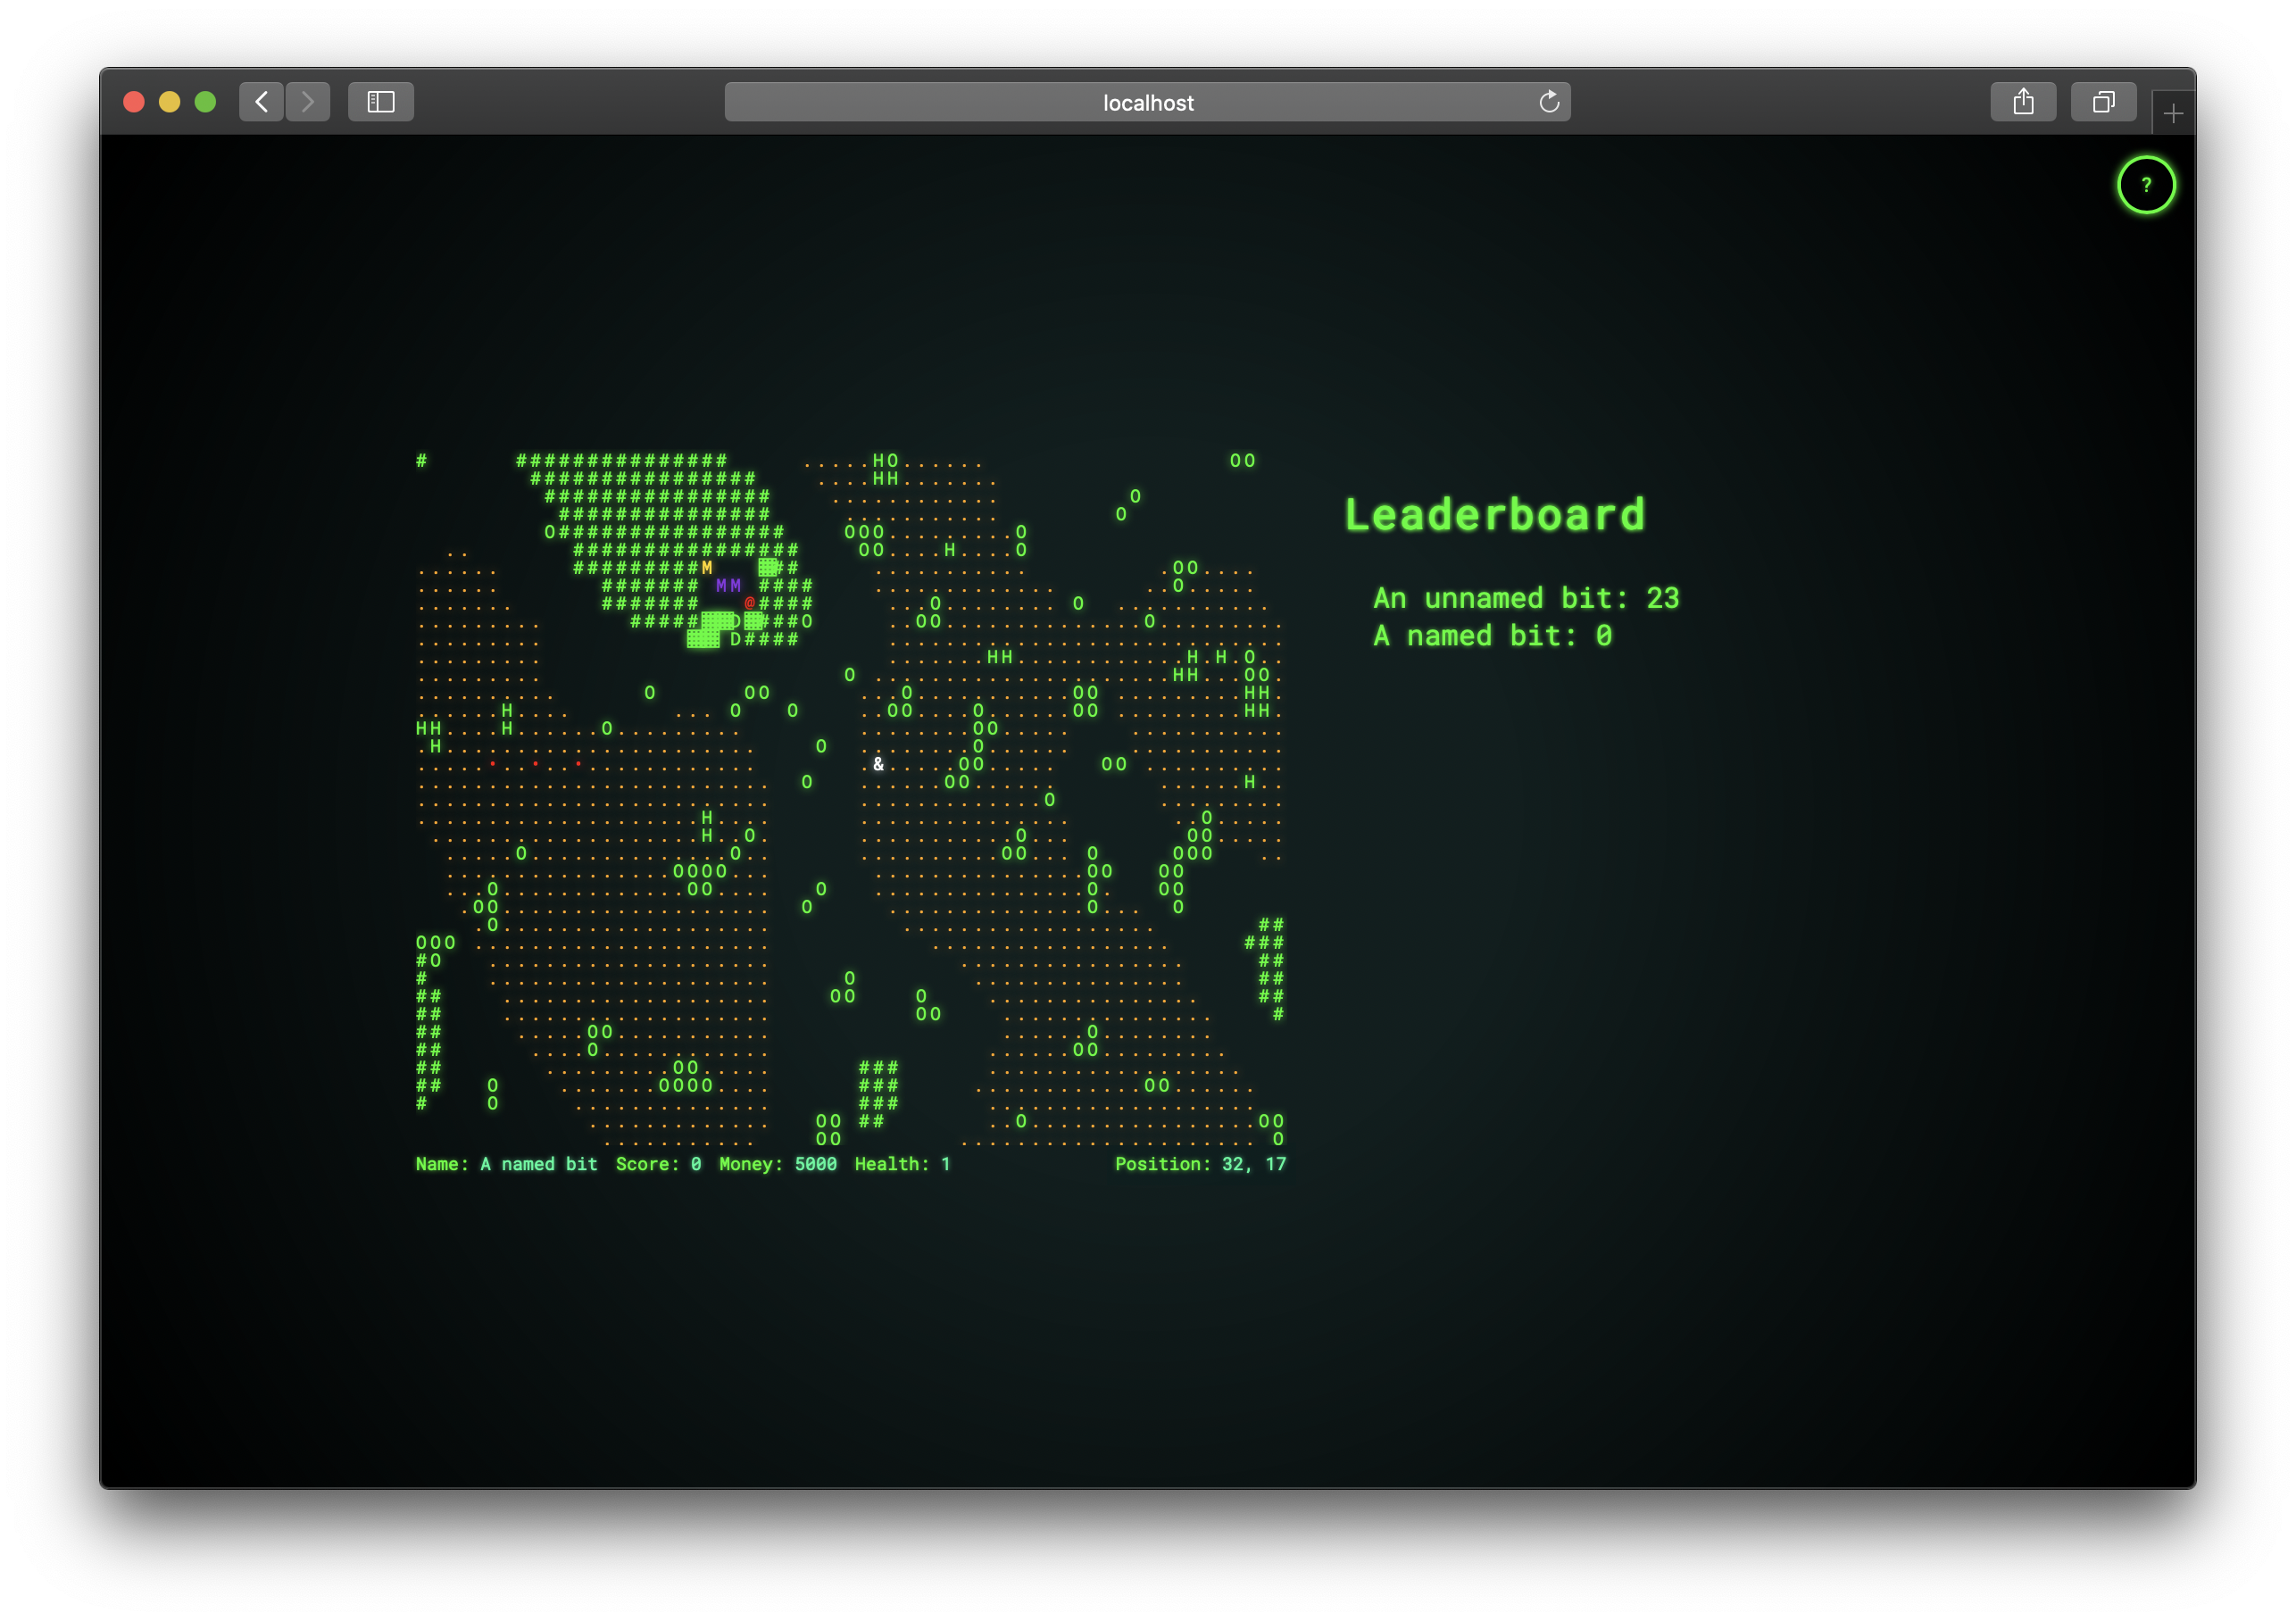 localhost
?
Leaderboard
An unnamed bit: 23
A named bit: 0
Name: A named bit Score: 0 Money: 5000 Health: 1 Position: 32, 17